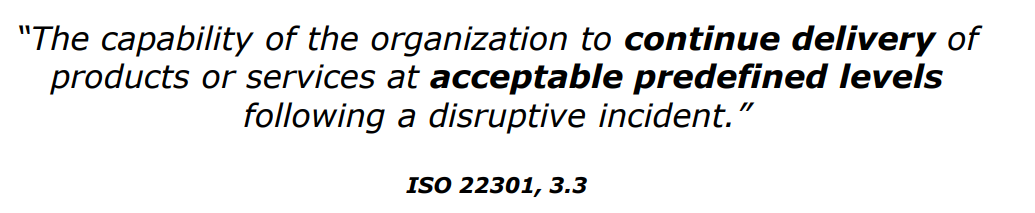 “The capability of the organization to continue delivery of
products or services at acceptable predefined levels
following a disruptive incident.”
ISO 22301, 3.3